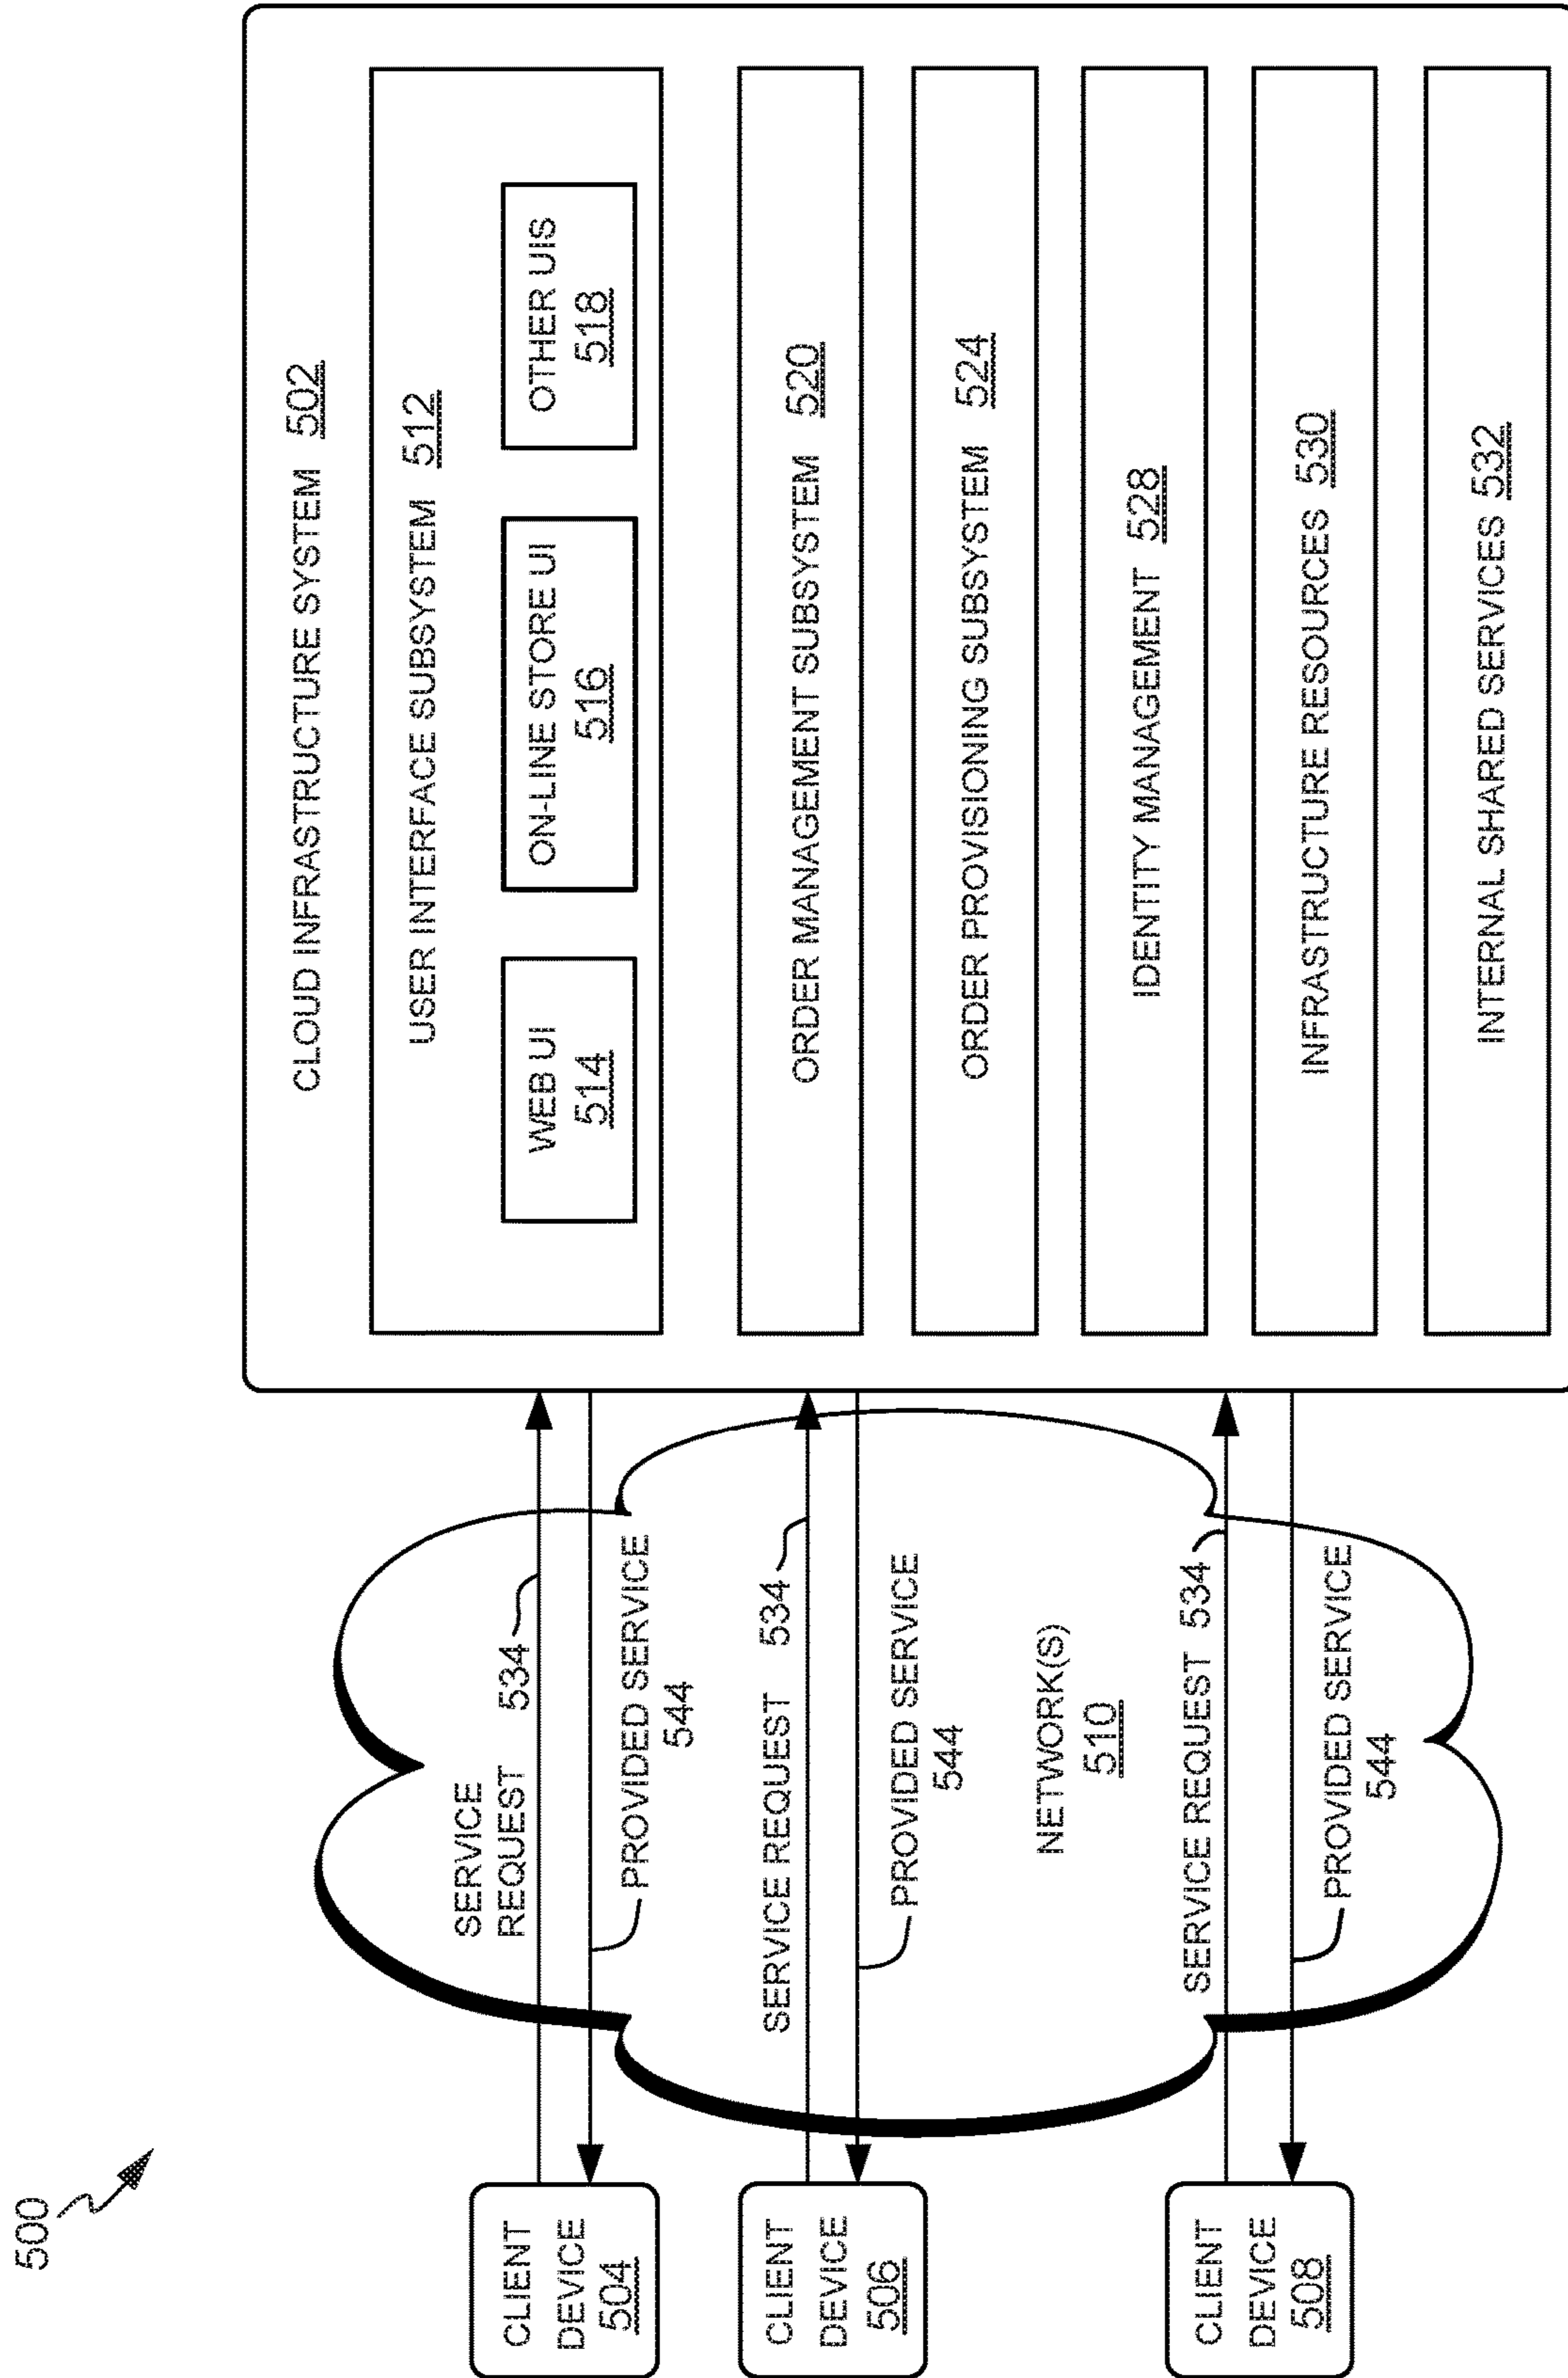 500
CLIENT
DEVICE
504
CLIENT
DEVICE
506
CLIENT
DEVICE
508
SERVICE
REQUEST 534
PROVIDED SERVICE
544
SERVICE REQUEST 534
PROVIDED SERVICE
544
NETWORK(S)
510
SERVICE REQUEST 534
PROVIDED SERVICE
544
CLOUD INFRASTRUCTURE SYSTEM 502
USER INTERFACE SUBSYSTEM 512
WEB UI
514
ON-LINE STORE UI
516
OTHER UIS
518
ORDER MANAGEMENT SUBSYSTEM 520
ORDER PROVISIONING SUBSYSTEM 524
IDENTITY MANAGEMENT 528
INFRASTRUCTURE RESOURCES 530
INTERNAL SHARED SERVICES 532